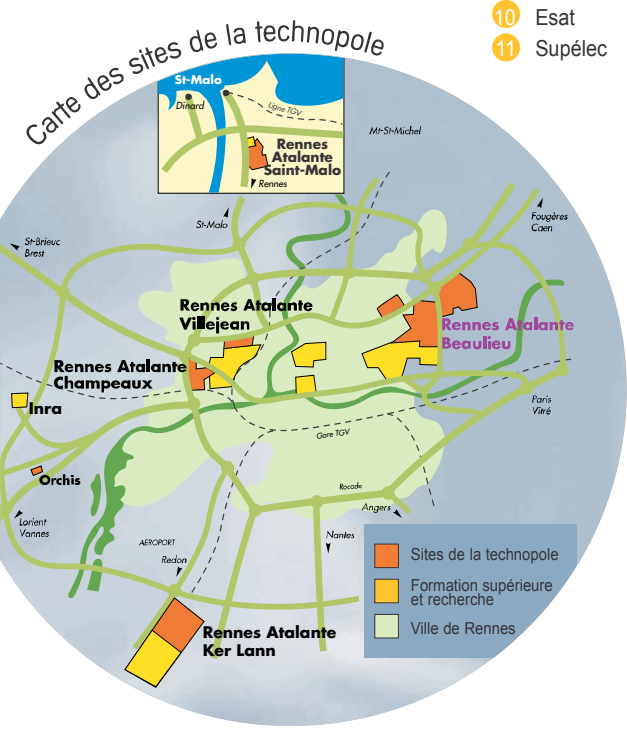 10 Esat
11 Supélec
Carte des sites de la technopole
St-Malo
Dinard
Ligne TGV
Rennes
Atalante
Saint-Malo
Rennes
Mt-St-Michel
St-Malo
Fougères
Caen
St-Brieuc
Brest
Rennes Atalante
Villejean
Rennes Atalante
Beaulieu
Rennes Atalante
Champeaux
Inra
Paris
Vitré
Gare TGV
Orchis
Rocade
Angers
Lorient
Vannes
AEROPORT
Redon
Nantes
Sites de la technopole
Formation supérieure
et recherche
Ville de Rennes
Rennes Atalante
Ker Lann